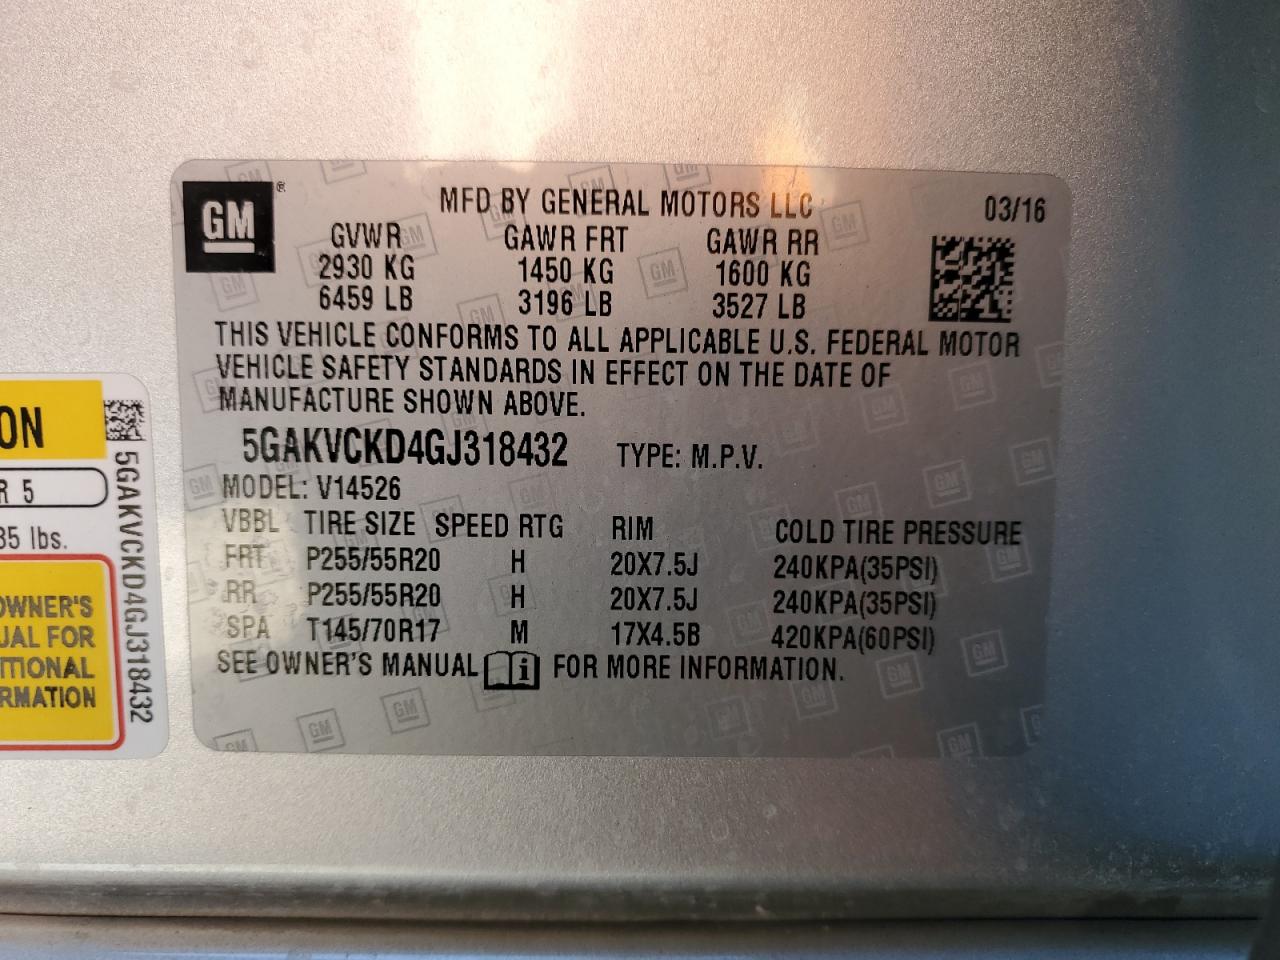 GM
®
MFD BY GENERAL MOTORS LLC
03/16
GVWR GAWR FRT GAWR RR
2930 KG 1450 KG 1600 KG
6459 LB 3196 LB 3527 LB
THIS VEHICLE CONFORMS TO ALL APPLICABLE U.S. FEDERAL MOTOR
VEHICLE SAFETY STANDARDS IN EFFECT ON THE DATE OF
MANUFACTURE SHOWN ABOVE.
5GAKVCKD4GJ318432 TYPE: M.P.V.
MODEL: V14526
VBBL TIRE SIZE SPEED RTG RIM COLD TIRE PRESSURE
FRT P255/55R20 H 20X7.5J 240KPA(35PSI)
RR P255/55R20 H 20X7.5J 240KPA(35PSI)
SPA T145/70R17 M 17X4.5B 420KPA(60PSI)
SEE OWNER'S MANUAL i FOR MORE INFORMATION.
ON
R 5
35 lbs.
OWNER'S
UAL FOR
ITIONAL
RMATION
5GAKVCKD4GJ318432